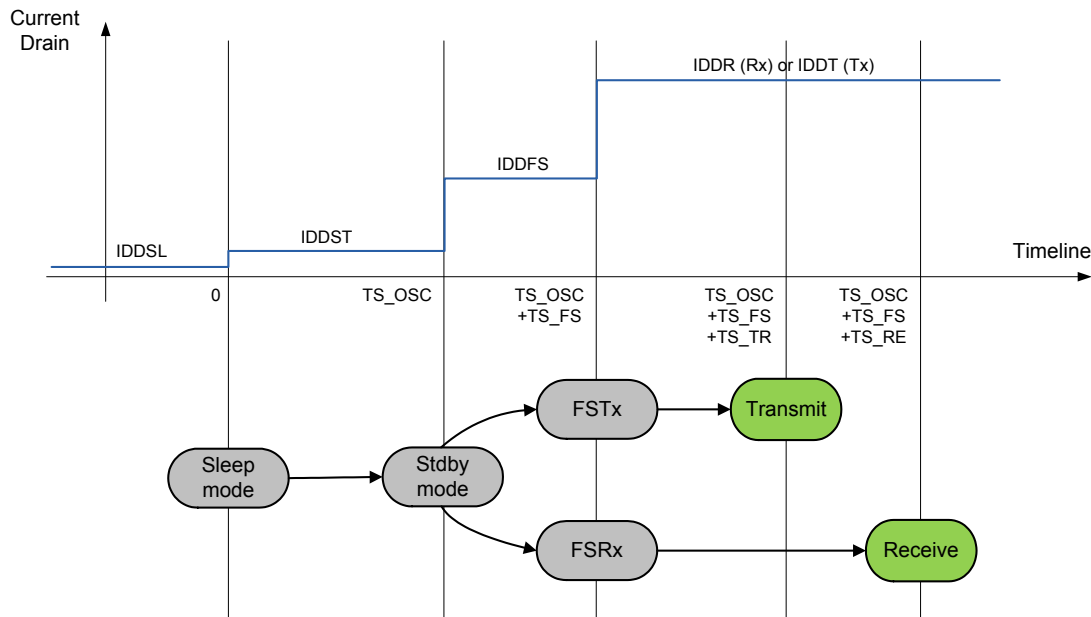 Current
Drain
IDDR (Rx) or IDDT (Tx)
IDDFS
IDDST
IDDSL
Timeline
0
TS_OSC
TS_OSC
+TS_FS
TS_OSC
+TS_FS
+TS_TR
TS_OSC
+TS_FS
+TS_RE
FSTx
Transmit
Sleep
mode
Stdby
mode
FSRx
Receive